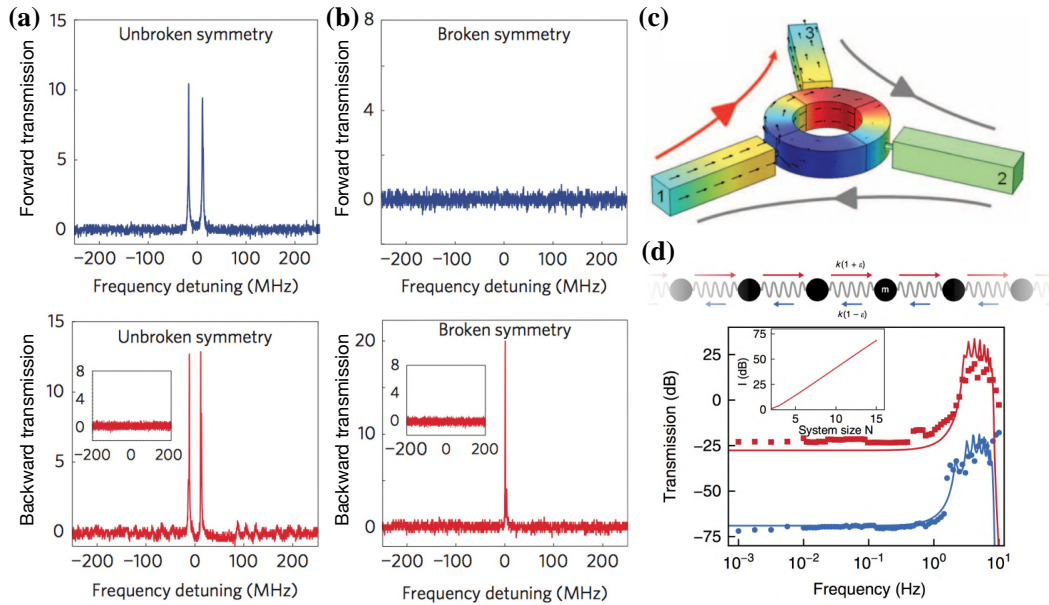 (a)
Unbroken symmetry
Forward transmission
15
10
5
0
−200 −100 0 100 200
Frequency detuning (MHz)
Unbroken symmetry
Backward transmission
15
10
5
0
8
4
0
−200 0 200
−200 −100 0 100 200
Frequency detuning (MHz)
(b)
Broken symmetry
Forward transmission
8
6
4
2
0
−200 −100 0 100 200
Frequency detuning (MHz)
Broken symmetry
Backward transmission
20
15
10
5
0
8
4
0
−200 0 200
−200 −100 0 100 200
Frequency detuning (MHz)
(c)
3
1
2
(d)
k(1 + ε)
m
k(1 − ε)
Transmission (dB)
25
0
−25
−50
−75
I (dB)
75
50
25
0
5 10 15
System size N
10⁻³ 10⁻² 10⁻¹ 10⁰ 10¹
Frequency (Hz)